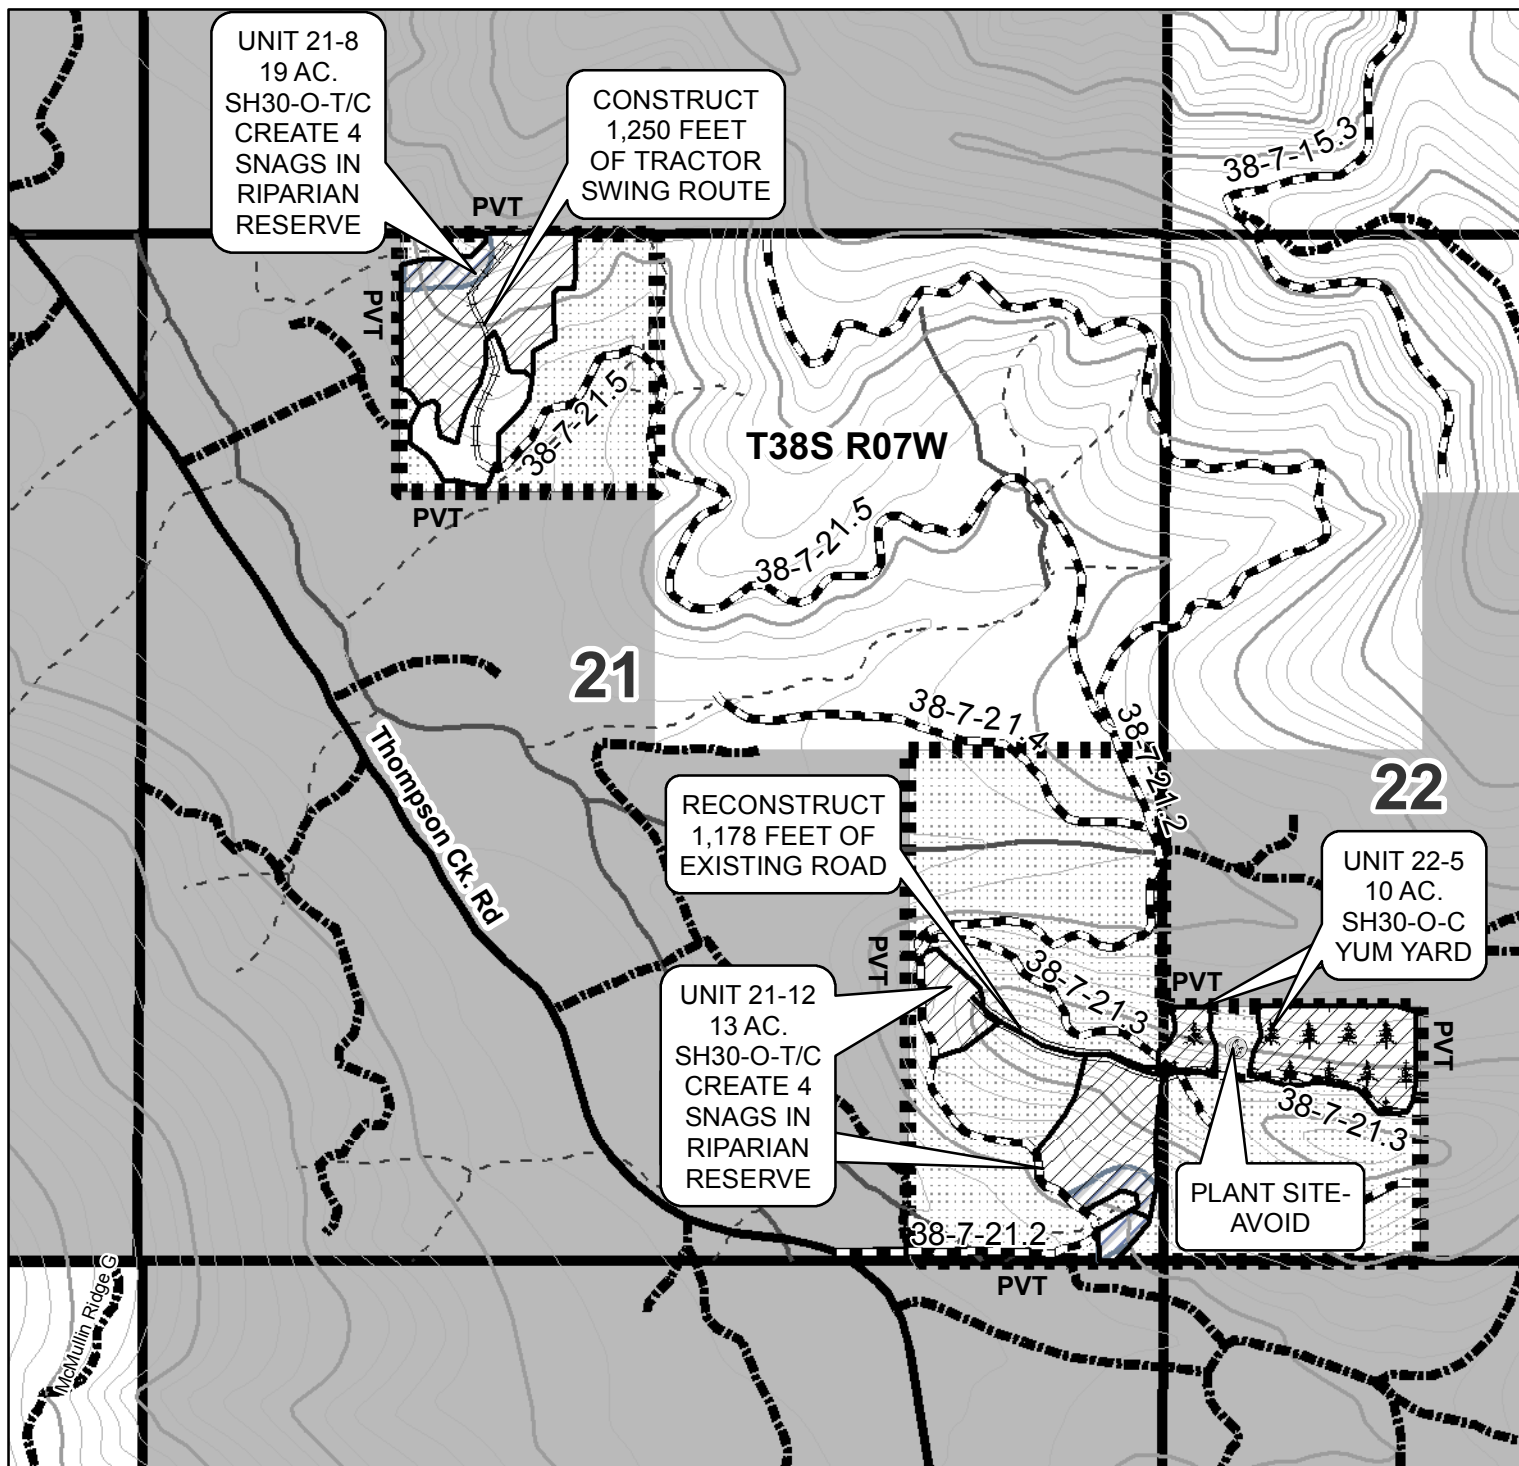 UNIT 21-8
19 AC.
SH30-O-T/C
CREATE 4
SNAGS IN
RIPARIAN
RESERVE
CONSTRUCT
1,250 FEET
OF TRACTOR
SWING ROUTE
38-7-15.3
PVT
PVT
38-7-21.5
PVT
T38S R07W
38-7-21.5
21
38-7-21.4
38-7-21.2
Thompson Ck. Rd
22
RECONSTRUCT
1,178 FEET OF
EXISTING ROAD
UNIT 22-5
10 AC.
SH30-O-C
YUM YARD
PVT
38-7-21.3
PVT
PVT
UNIT 21-12
13 AC.
SH30-O-T/C
CREATE 4
SNAGS IN
RIPARIAN
RESERVE
38-7-21.3
PLANT SITE-
AVOID
38-7-21.2
PVT
McMullin Ridge G